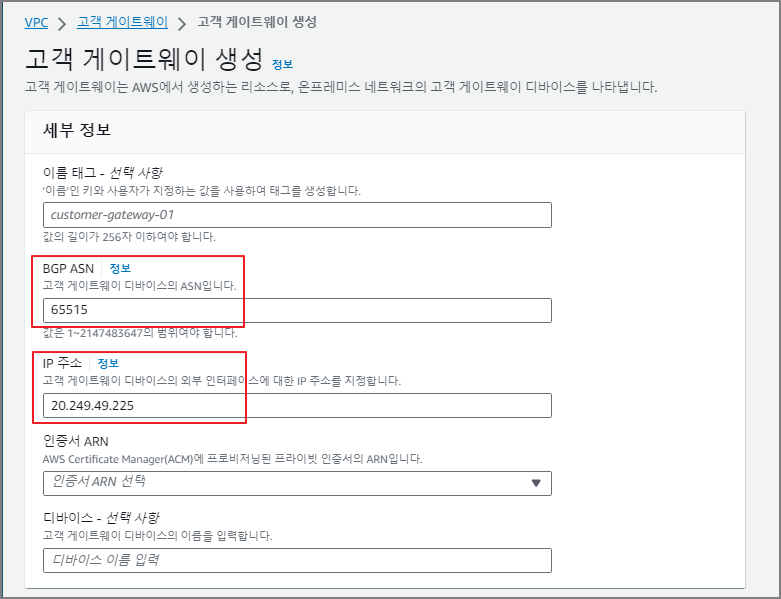 VPC > 고객 게이트웨이 > 고객 게이트웨이 생성
고객 게이트웨이 생성 정보
고객 게이트웨이는 AWS에서 생성하는 리소스로, 온프레미스 네트워크의 고객 게이트웨이 디바이스를 나타냅니다.
세부 정보
이름 태그 - 선택 사항
'이름'인 키와 사용자가 지정하는 값을 사용하여 태그를 생성합니다.
customer-gateway-01
값의 길이가 256자 이하여야 합니다.
BGP ASN 정보
고객 게이트웨이 디바이스의 ASN입니다.
65515
값은 1~2147483647의 범위여야 합니다.
IP 주소 정보
고객 게이트웨이 디바이스의 외부 인터페이스에 대한 IP 주소를 지정합니다.
20.249.49.225
인증서 ARN
AWS Certificate Manager(ACM)에 프로비저닝된 프라이빗 인증서의 ARN입니다.
인증서 ARN 선택
디바이스 - 선택 사항
고객 게이트웨이 디바이스의 이름을 입력합니다.
디바이스 이름 입력